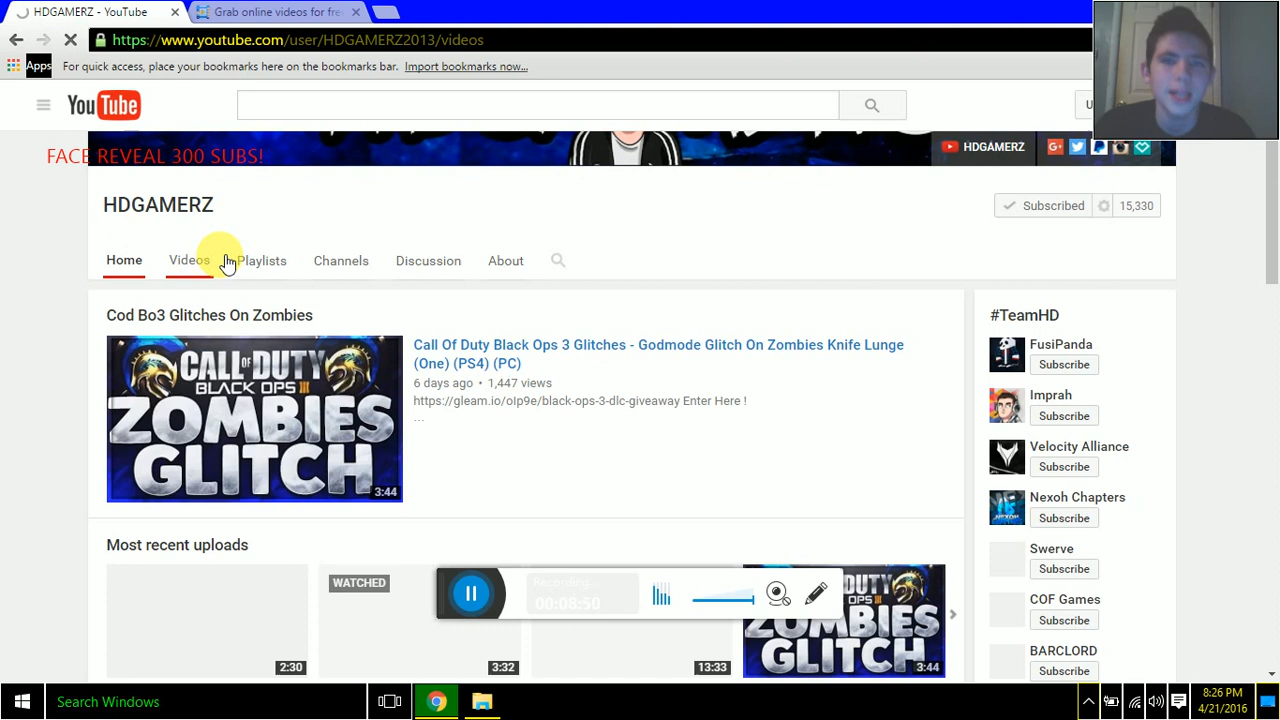 HDGAMERZ - YouTube
Grab online videos for free
https://www.youtube.com/user/HDGAMERZ2013/videos
Apps
For quick access, place your bookmarks here on the bookmarks bar. Import bookmarks now...
YouTube
FACE REVEAL 300 SUBS!
HDGAMERZ
HDGAMERZ
Subscribed
15,330
Home
Videos
Playlists
Channels
Discussion
About
Cod Bo3 Glitches On Zombies
CALL OF DUTY
BLACK OPS III
ZOMBIES
GLITCH
3:44
Call Of Duty Black Ops 3 Glitches - Godmode Glitch On Zombies Knife Lunge
(One) (PS4) (PC)
6 days ago • 1,447 views
https://gleam.io/oIp9e/black-ops-3-dlc-giveaway Enter Here !
...
#TeamHD
FusiPanda
Subscribe
Imprah
Subscribe
Velocity Alliance
Subscribe
Nexoh Chapters
Subscribe
Swerve
Subscribe
COF Games
Subscribe
BARCLORD
Subscribe
Most recent uploads
2:30
WATCHED
3:32
13:33
ZOMBIES
GLITCH
3:44
Recording...
00:08:50
Search Windows
8:26 PM
4/21/2016